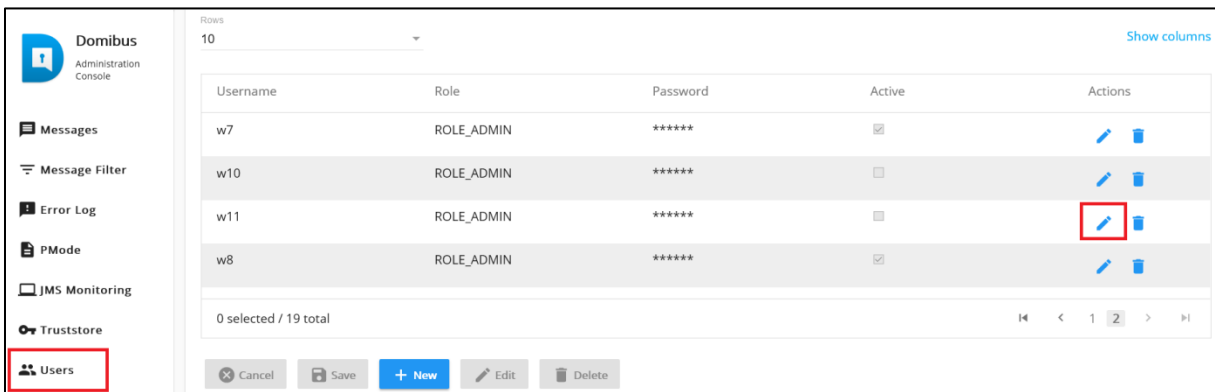 Domibus
Administration
Console
Messages
Message Filter
Error Log
PMode
JMS Monitoring
Truststore
Users
Rows
10
Show columns
Username Role Password Active Actions
w7 ROLE_ADMIN ******
w10 ROLE_ADMIN ******
w11 ROLE_ADMIN ******
w8 ROLE_ADMIN ******
0 selected / 19 total 1 2
Cancel Save + New Edit Delete